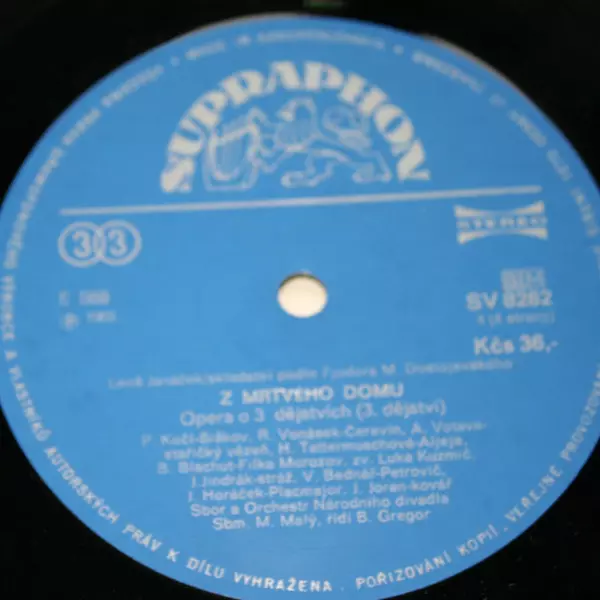 SUPRAPHON
33
STEREO
SV 8282
Kčs 36,-
Leoš Janáček podle Fjodora M. Dostojevského
Z MRTVÉHO DOMU
Opera o 3 dějstvích (3. dějství)
P. Kočí-Šiškov, R. Vonásek-Čerevin, A. Votava-
stařičký vězeň, H. Tattermuschová-Aljeja,
B. Blachut-Filka Morozov, zv. Luka Kuzmič,
J. Jindrák-stráž, V. Bednář-Petrovič,
J. Horáček-Placmajor, I. Joran-kovář
Sbor a Orchestr Národního divadla
Sbm. M. Malý, řídí B. Gregor
VÝROBCE A VLASTNÍKŮ AUTORSKÝCH PRÁV K DÍLU VYHRAŽENA. POŘIZOVÁNÍ KOPIÍ, VEŘEJNÉ PROVOZOVÁNÍ